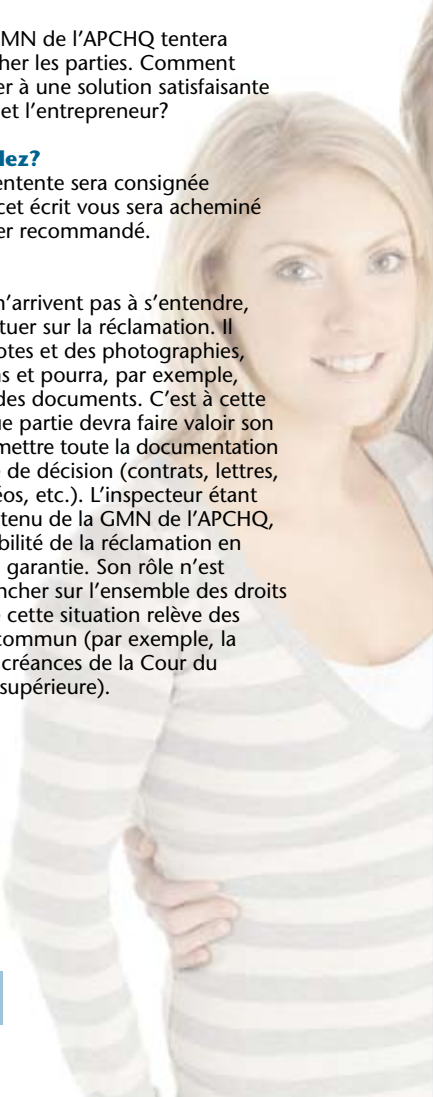 GMN de l'APCHQ tentera
her les parties. Comment
er à une solution satisfaisante
et l'entrepreneur?
lez?
entente sera consignée
cet écrit vous sera acheminé
er recommandé.
n'arrivent pas à s'entendre,
tuer sur la réclamation. Il
otes et des photographies,
ns et pourra, par exemple,
des documents. C'est à cette
ue partie devra faire valoir son
mettre toute la documentation
e de décision (contrats, lettres,
éos, etc.). L'inspecteur étant
tenu de la GMN de l'APCHQ,
bilité de la réclamation en
garantie. Son rôle n'est
ncher sur l'ensemble des droits
e cette situation relève des
commun (par exemple, la
créances de la Cour du
supérieure).